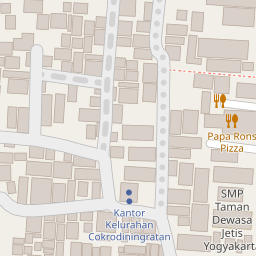 Papa Rons
Pizza
SMP
Taman
Dewasa
Jetis
Yogyakarta
Kantor
Kelurahan
Cokrodiningratan